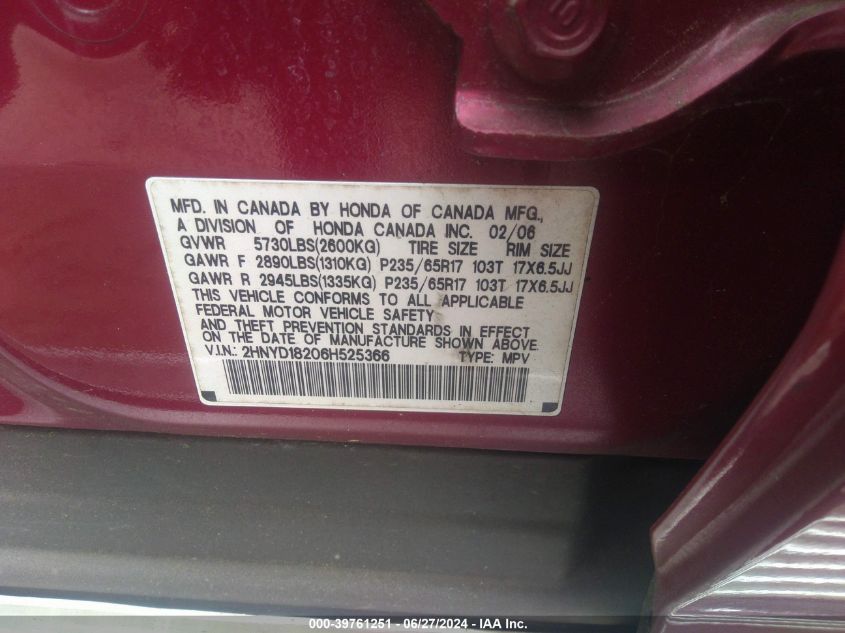 MFD. IN CANADA BY HONDA OF CANADA MFG.,
A DIVISION OF HONDA CANADA INC. 02/06
GVWR 5730LBS(2600KG) TIRE SIZE RIM SIZE
GAWR F 2890LBS(1310KG) P235/65R17 103T 17X6.5JJ
GAWR R 2945LBS(1335KG) P235/65R17 103T 17X6.5JJ
THIS VEHICLE CONFORMS TO ALL APPLICABLE
FEDERAL MOTOR VEHICLE SAFETY
AND THEFT PREVENTION STANDARDS IN EFFECT
ON THE DATE OF MANUFACTURE SHOWN ABOVE.
V.I.N.: 2HNYD18206H525366 TYPE: MPV
000-39761251 - 06/27/2024 - IAA Inc.